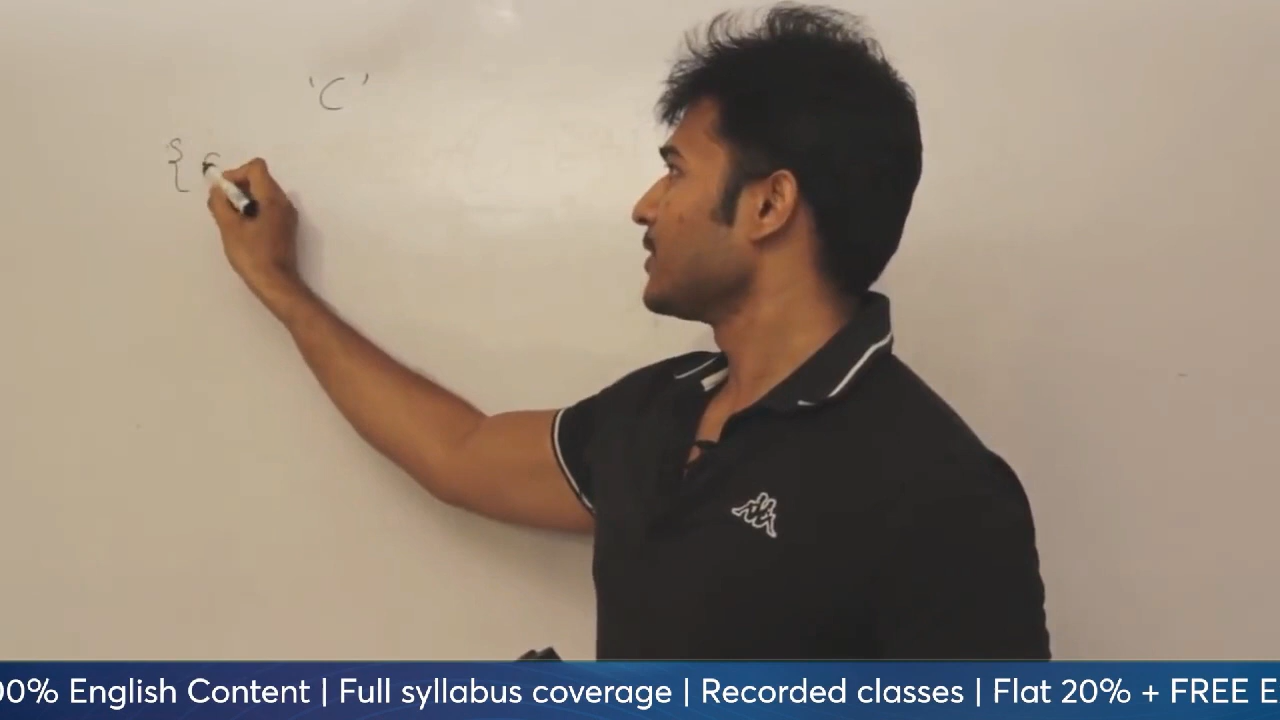 'C'
{
00% English Content | Full syllabus coverage | Recorded classes | Flat 20% + FREE E